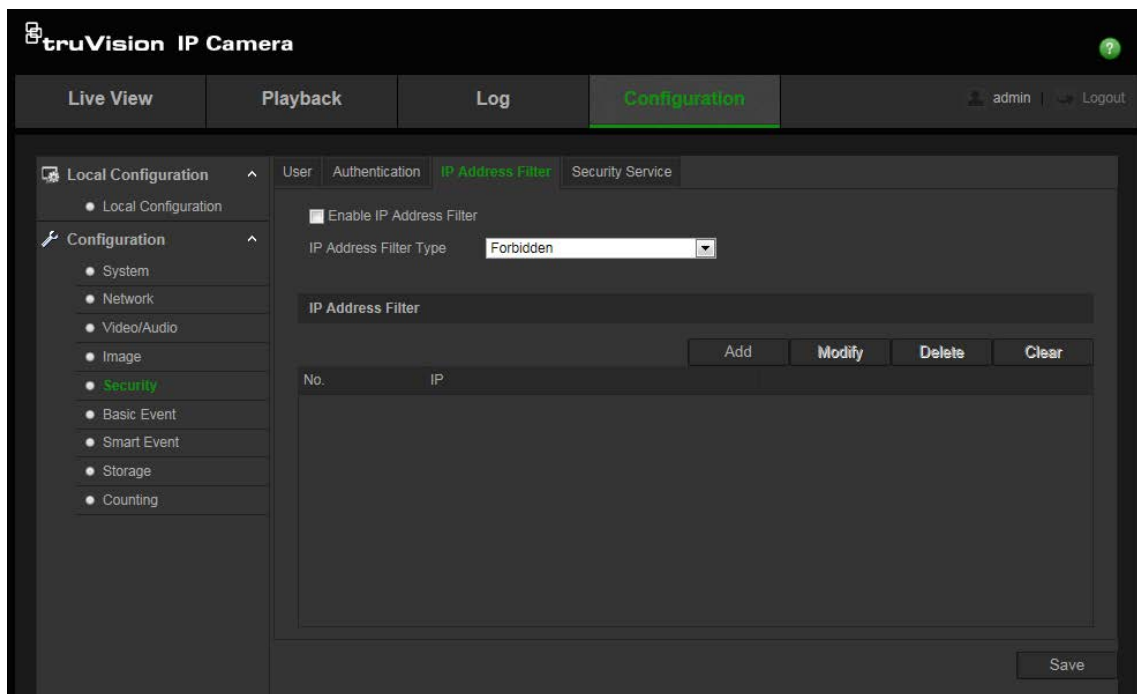 truVision IP Camera
?
Live View Playback Log Configuration admin | Logout
Local Configuration
Local Configuration
Configuration
System
Network
Video/Audio
Image
Security
Basic Event
Smart Event
Storage
Counting
User Authentication IP Address Filter Security Service
Enable IP Address Filter
IP Address Filter Type Forbidden
IP Address Filter
Add Modify Delete Clear
No. IP
Save